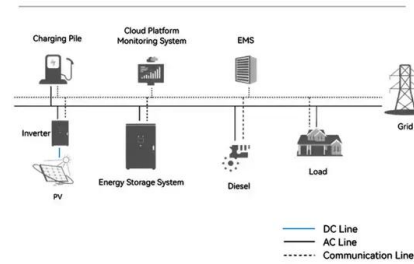 Charging Pile
Cloud Platform
Monitoring System
EMS
Grid
Inverter
PV
Energy Storage System
Diesel
Load
DC Line
AC Line
Communication Line